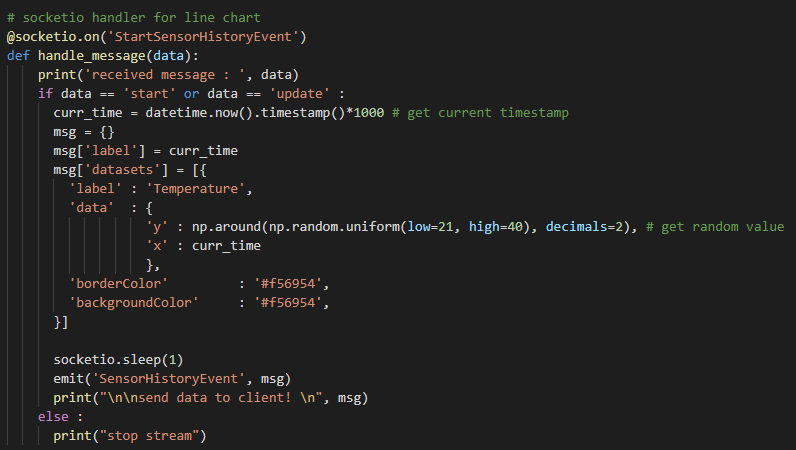 # socketio handler for line chart
@socketio.on('StartSensorHistoryEvent')
def handle_message(data):
    print('received message : ', data)
    if data == 'start' or data == 'update' :
      curr_time = datetime.now().timestamp()*1000 # get current timestamp
      msg = {}
      msg['label'] = curr_time
      msg['datasets'] = [{
        'label' : 'Temperature',
        'data'  : {
                  'y' : np.around(np.random.uniform(low=21, high=40), decimals=2), # get random value
                  'x' : curr_time
                  },
        'borderColor'         : '#f56954',
        'backgroundColor'     : '#f56954',
      }]
      socketio.sleep(1)
      emit('SensorHistoryEvent', msg)
      print("\n\nsend data to client! \n", msg)
    else :
      print("stop stream")